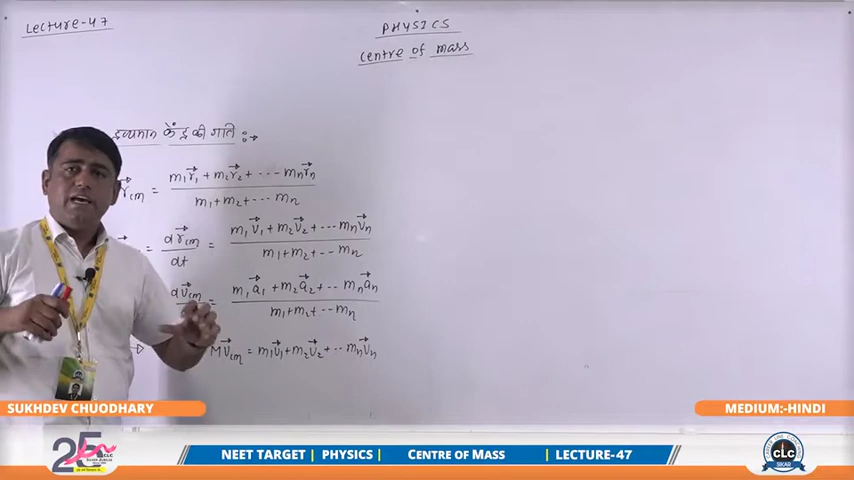 Lecture-47
PHYSICS
Centre of mass
द्रव्यमान केंद्र की गति :→
r⃗cm = (m₁r⃗₁ + m₂r⃗₂ + --- mₙr⃗ₙ) / (m₁+m₂+--- mₙ)
= dr⃗cm/dt = (m₁v⃗₁ + m₂v⃗₂ + --- mₙv⃗ₙ) / (m₁+m₂+--- mₙ)
dv⃗cm = (m₁a⃗₁ + m₂a⃗₂ + -- mₙa⃗ₙ) / (m₁+m₂+-- mₙ)
Mv⃗cm = m₁v⃗₁+m₂v⃗₂+ -- mₙv⃗ₙ
SUKHDEV CHUODHARY
MEDIUM:-HINDI
25 CLC
NEET TARGET | PHYSICS | CENTRE OF MASS | LECTURE-47
CLC
SIKAR